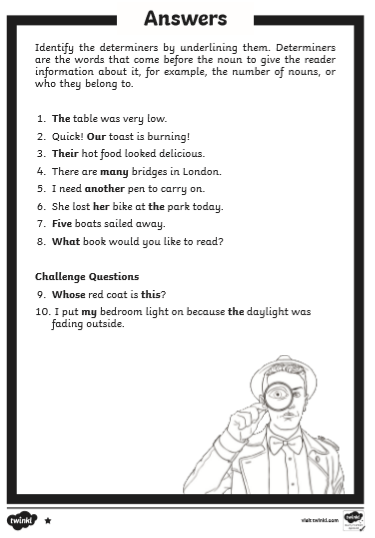 Answers
Identify the determiners by underlining them. Determiners
are the words that come before the noun to give the reader
information about it, for example, the number of nouns, or
who they belong to.
1. The table was very low.
2. Quick! Our toast is burning!
3. Their hot food looked delicious.
4. There are many bridges in London.
5. I need another pen to carry on.
6. She lost her bike at the park today.
7. Five boats sailed away.
8. What book would you like to read?
Challenge Questions
9. Whose red coat is this?
10. I put my bedroom light on because the daylight was
fading outside.
twinkl
visit twinkl.com
twinkl